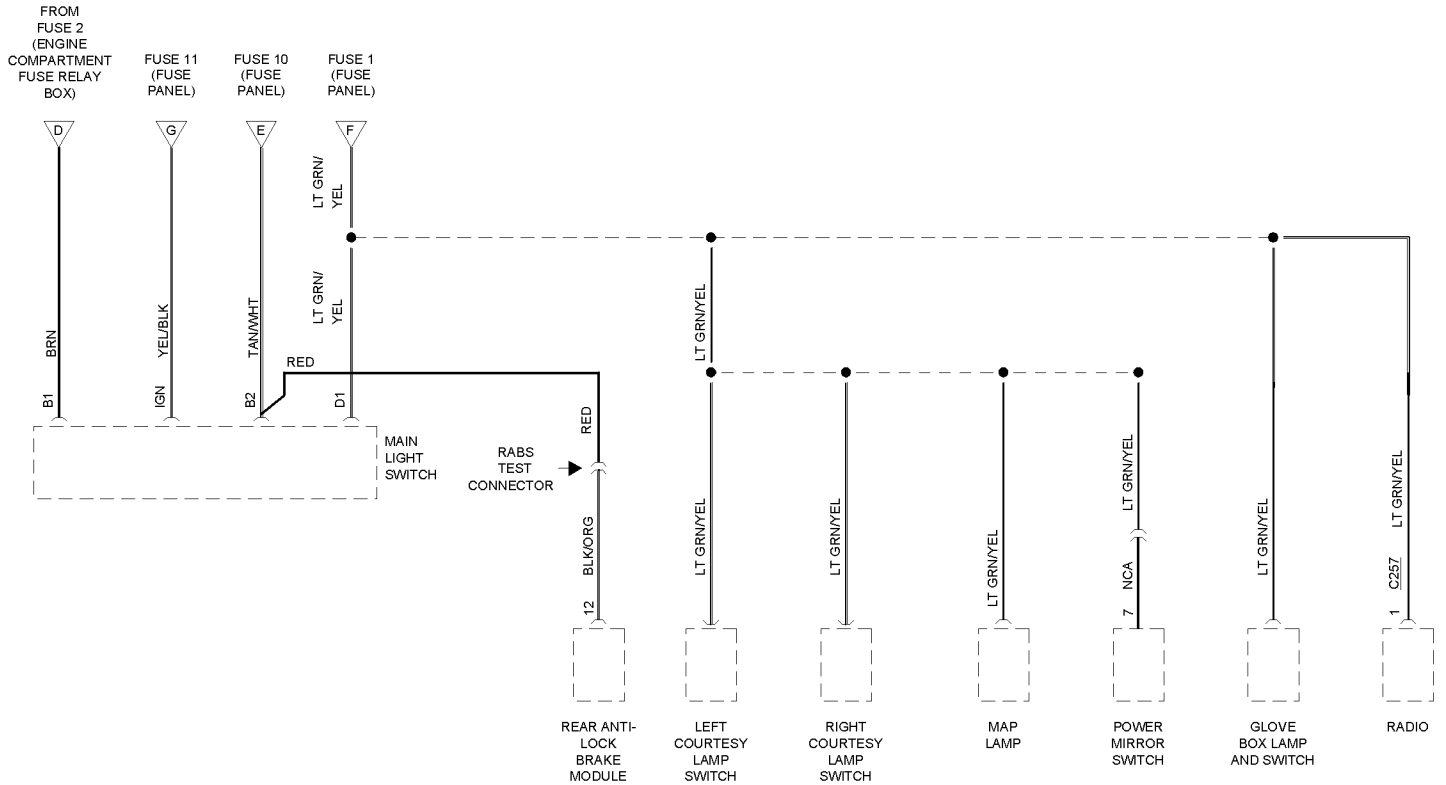 FROM
FUSE 2
(ENGINE
COMPARTMENT
FUSE RELAY
BOX)
FUSE 11
(FUSE
PANEL)
FUSE 10
(FUSE
PANEL)
FUSE 1
(FUSE
PANEL)
D
G
E
F
LT GRN/
YEL
LT GRN/
YEL
BRN
YEL/BLK
TAN/WHT
RED
B1
IGN
B2
D1
MAIN
LIGHT
SWITCH
RED
RABS
TEST
CONNECTOR
BLK/ORG
12
LT GRN/YEL
LT GRN/YEL
LT GRN/YEL
LT GRN/YEL
LT GRN/YEL
NCA
7
LT GRN/YEL
LT GRN/YEL
C257
1
REAR ANTI-
LOCK
BRAKE
MODULE
LEFT
COURTESY
LAMP
SWITCH
RIGHT
COURTESY
LAMP
SWITCH
MAP
LAMP
POWER
MIRROR
SWITCH
GLOVE
BOX LAMP
AND SWITCH
RADIO